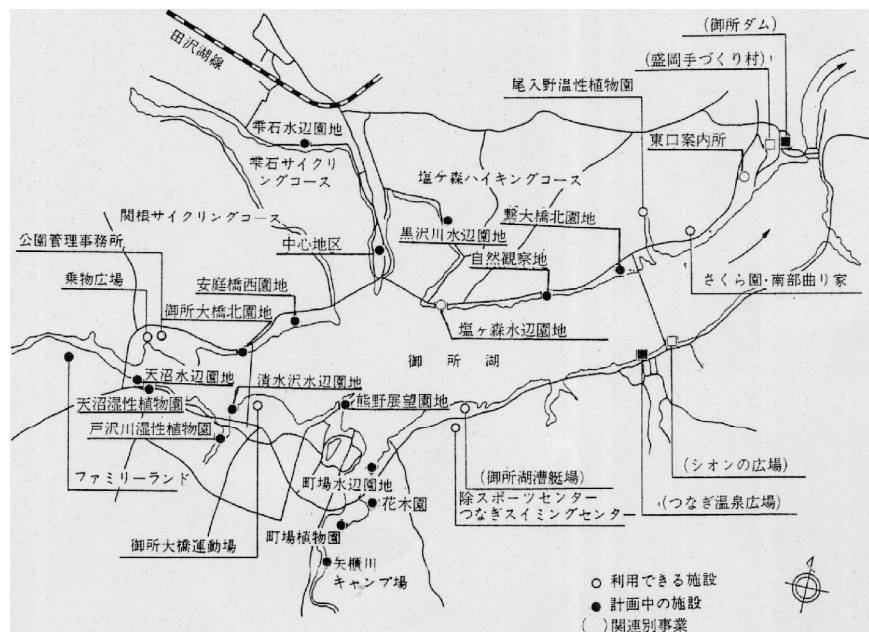 (御所ダム)
田沢湖線
(盛岡手づくり村)
尾入野温性植物園
東口案内所
雫石水辺園地
雫石サイクリ
ングコース
塩ケ森ハイキングコース
関根サイクリングコース
繋大橋北園地
黒沢川水辺園地
公園管理事務所
中心地区
自然観察地
乗物広場
安庭橋西園地
さくら園・南部曲り家
御所大橋北園地
塩ヶ森水辺園地
御所湖
天沼水辺園地
清水沢水辺園地
天沼湿性植物園
熊野展望園地
戸沢川湿性植物園
(シオンの広場)
ファミリーランド
町場水辺園地
(御所湖漕艇場)
除スポーツセンター
つなぎスイミングセンター
(つなぎ温泉広場)
花木園
御所大橋運動場
町場植物園
矢櫃川
キャンプ場
○ 利用できる施設
● 計画中の施設
( )関連別事業